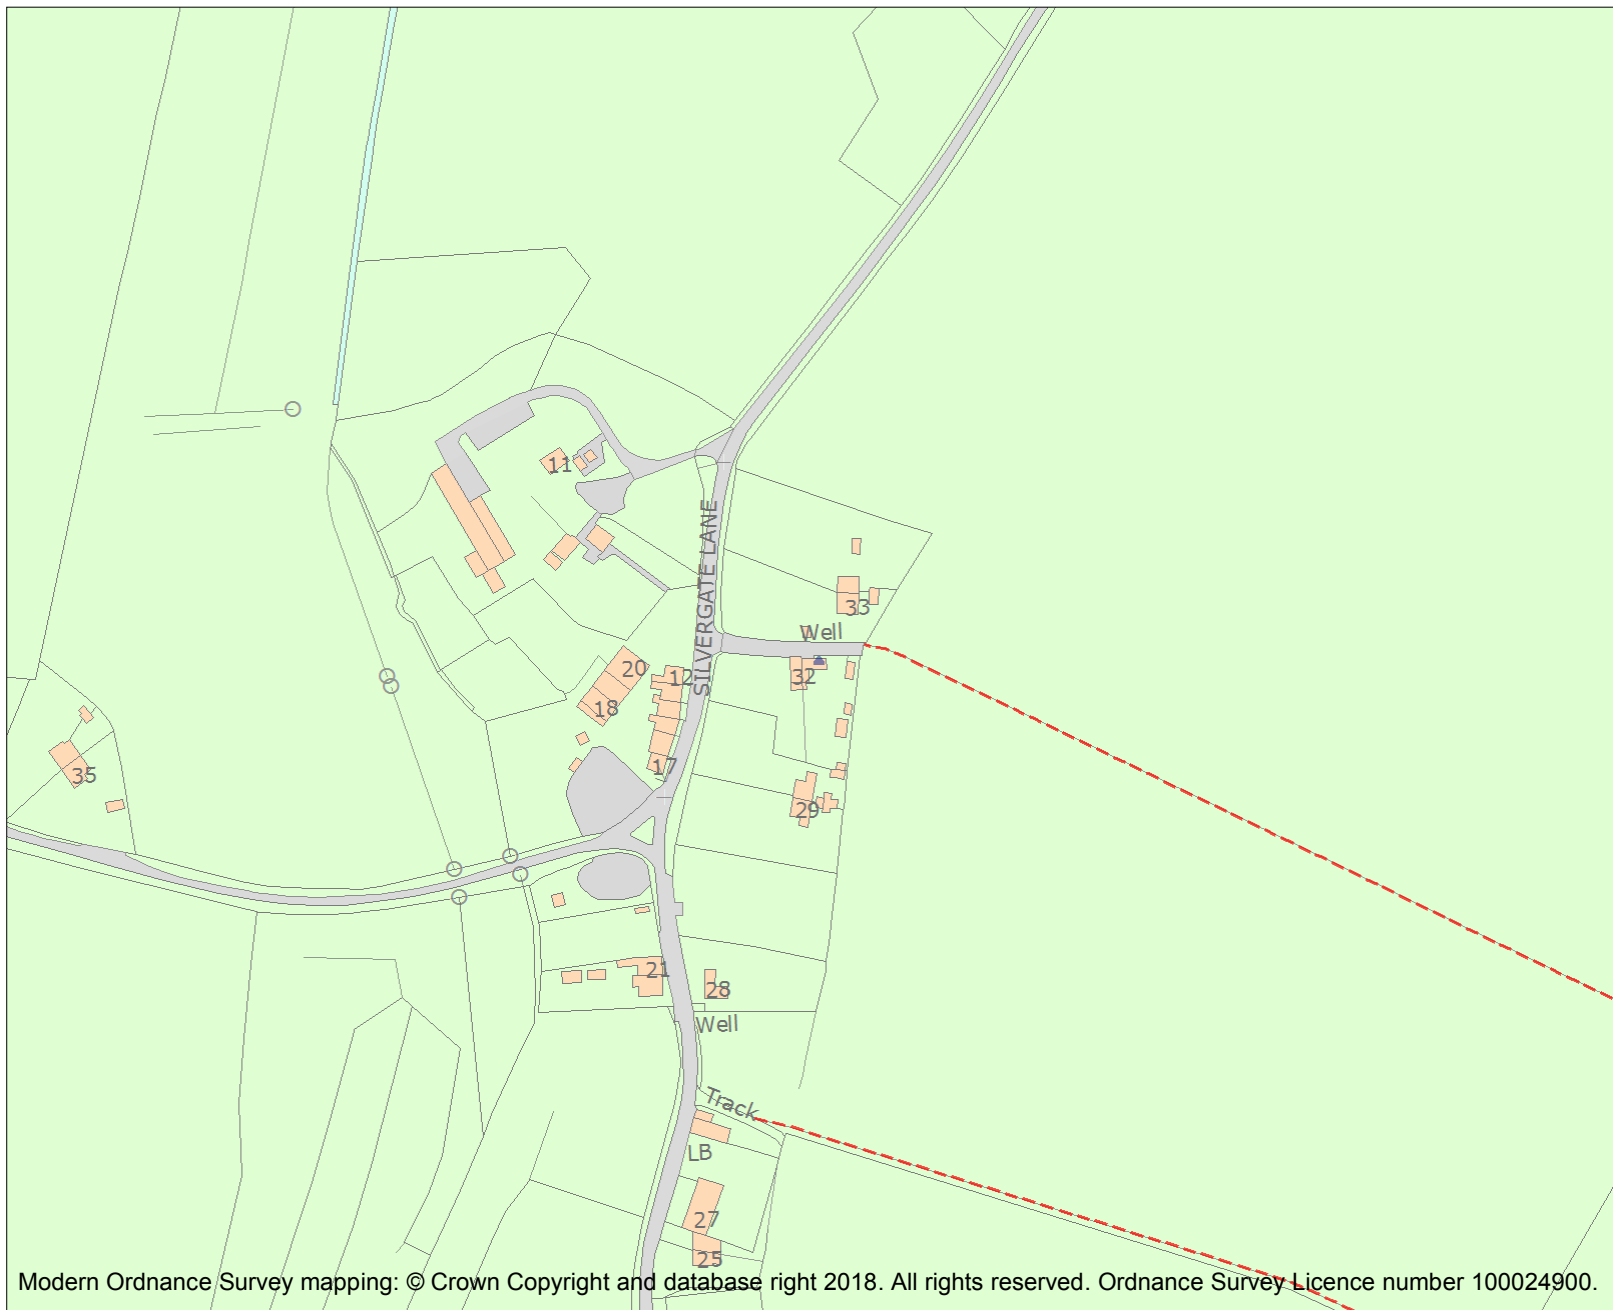 11
SILVERGATE LANE
33
Well
20
12
32
18
17
35
29
21
28
Well
Track
LB
27
25
Modern Ordnance Survey mapping: © Crown Copyright and database right 2018. All rights reserved. Ordnance Survey Licence number 100024900.